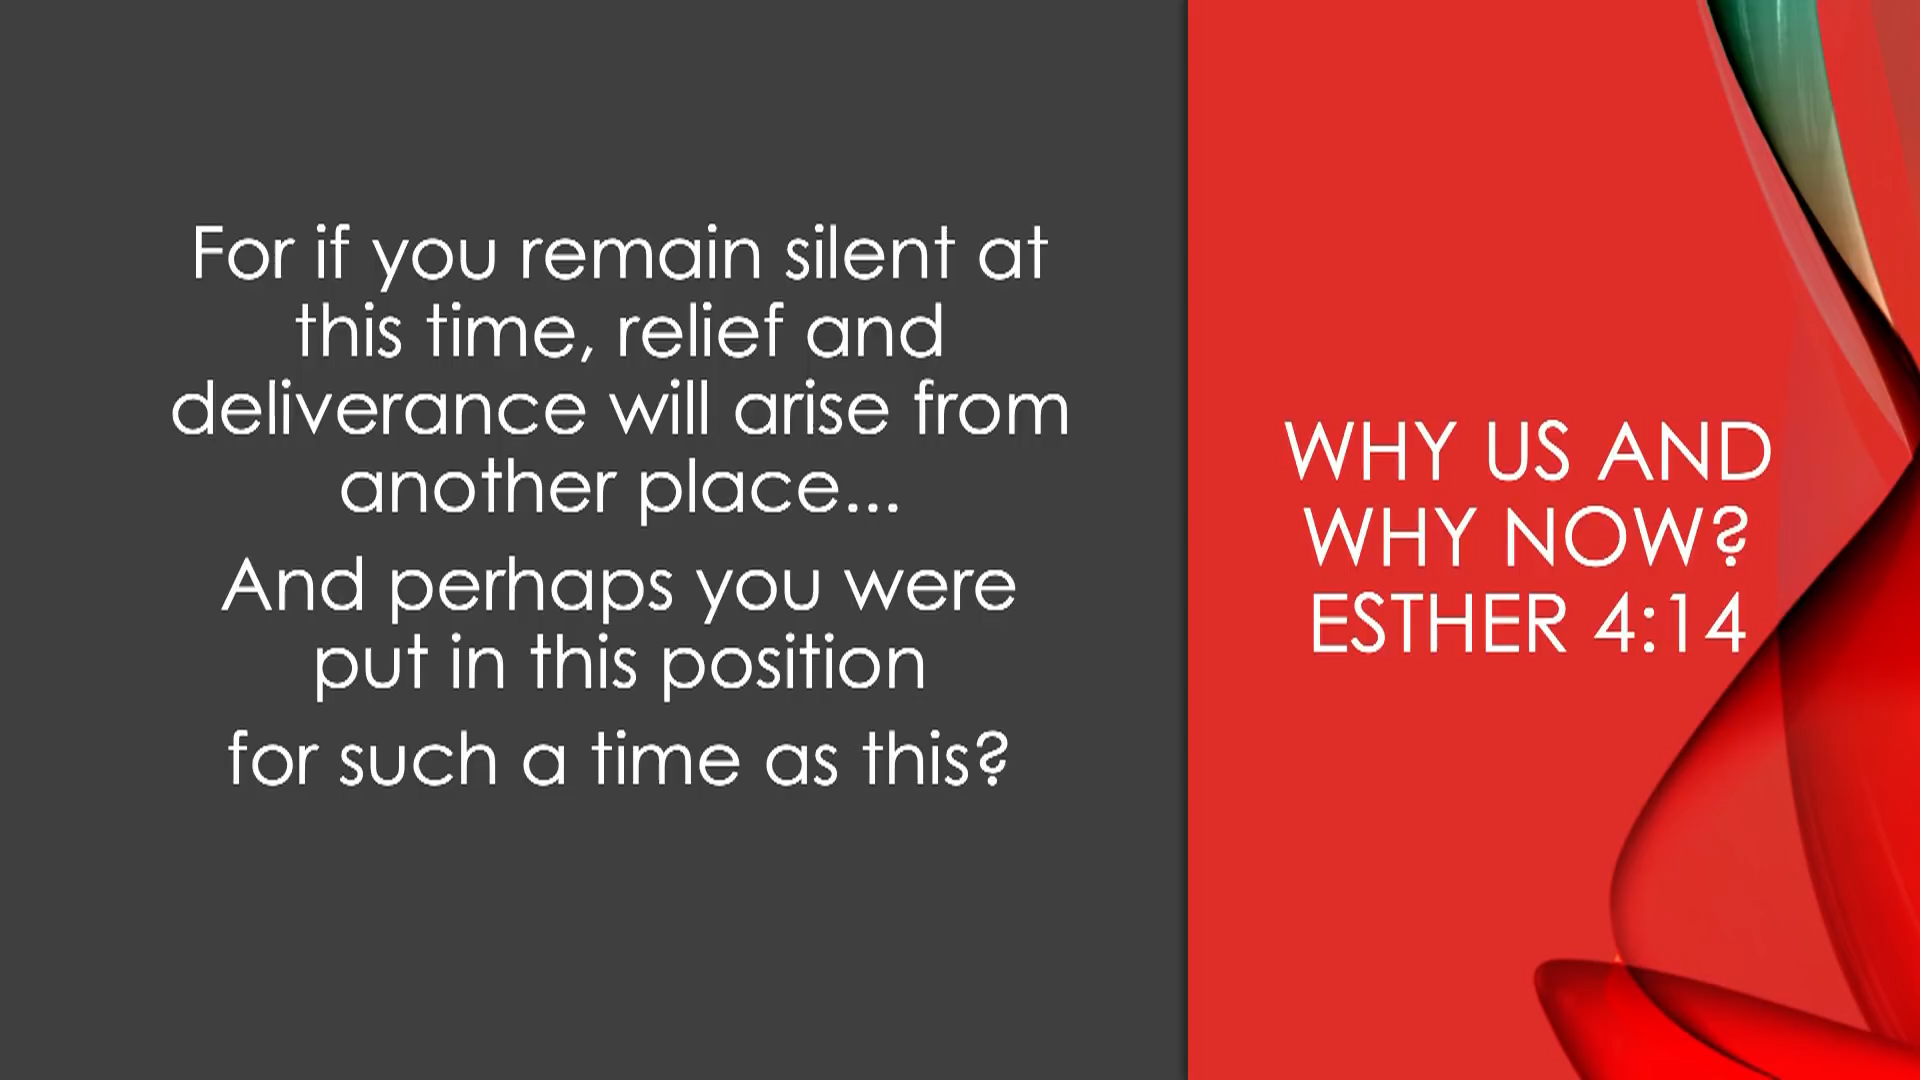 For if you remain silent at
this time, relief and
deliverance will arise from
another place...
And perhaps you were
put in this position
for such a time as this?
WHY US AND
WHY NOW?
ESTHER 4:14